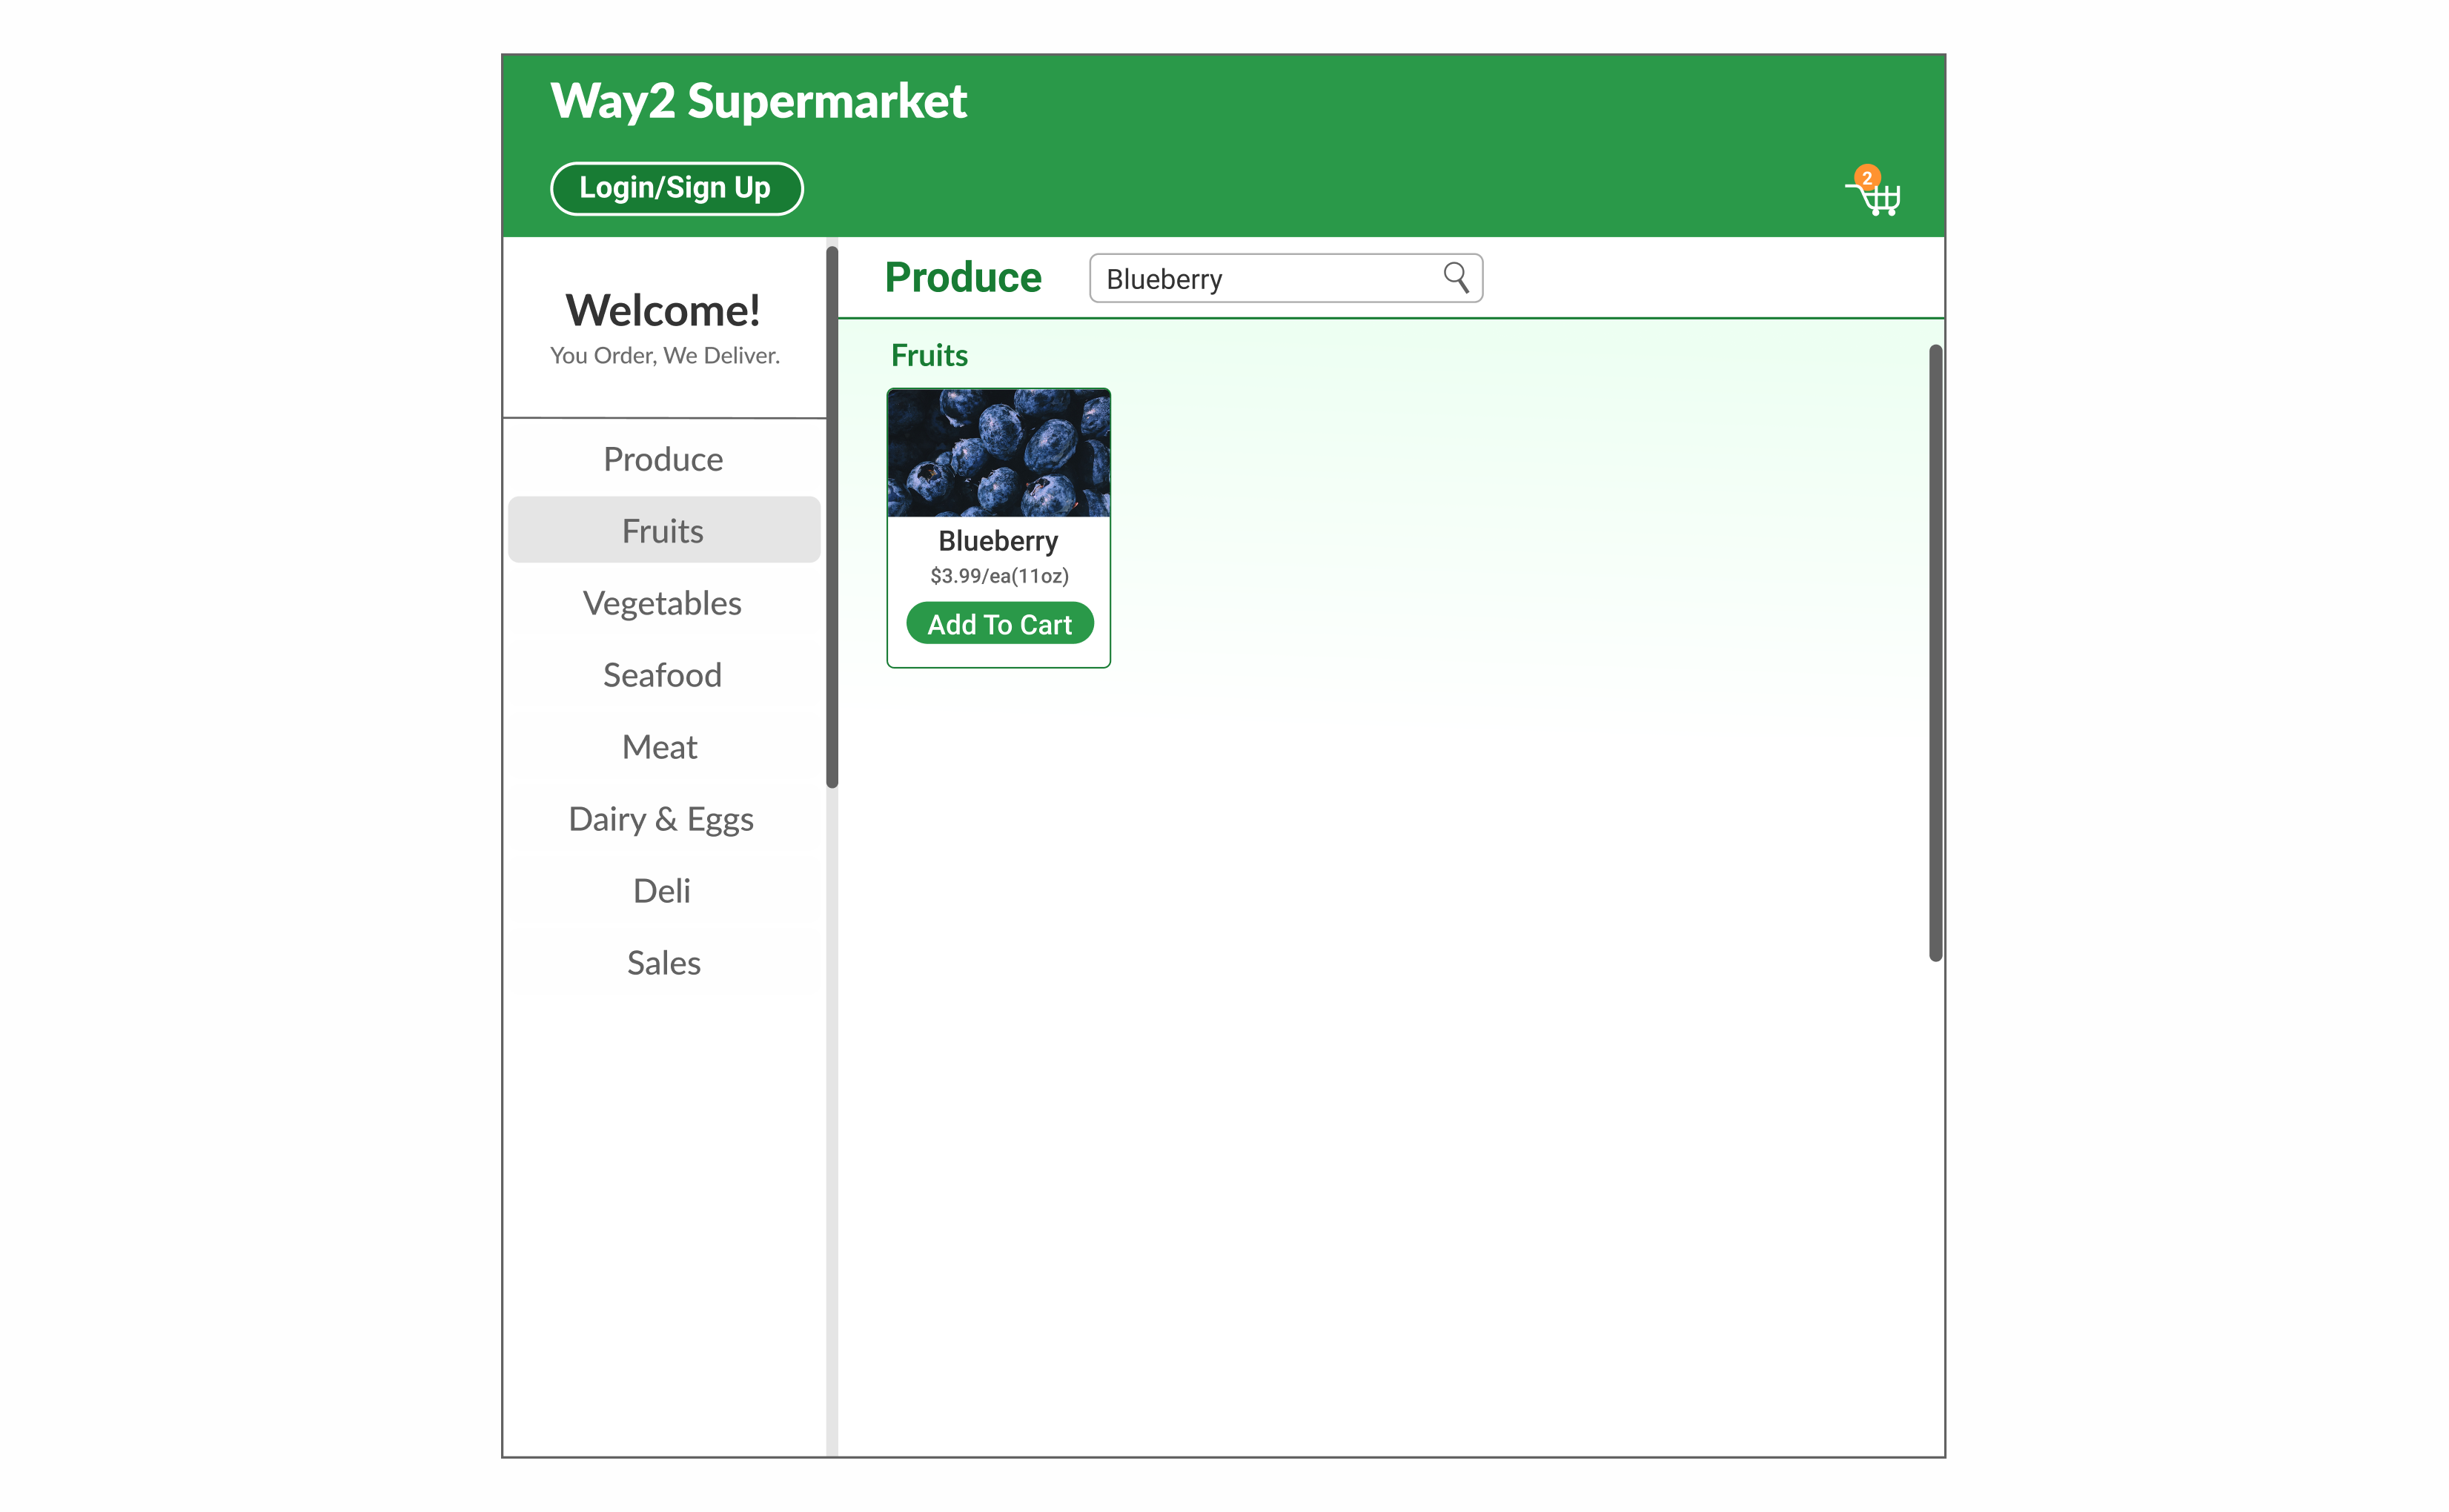 Way2 Supermarket
Login/Sign Up
2
Welcome!
You Order, We Deliver.
Produce
Fruits
Vegetables
Seafood
Meat
Dairy & Eggs
Deli
Sales
Produce
Blueberry
Fruits
Blueberry
$3.99/ea(11oz)
Add To Cart